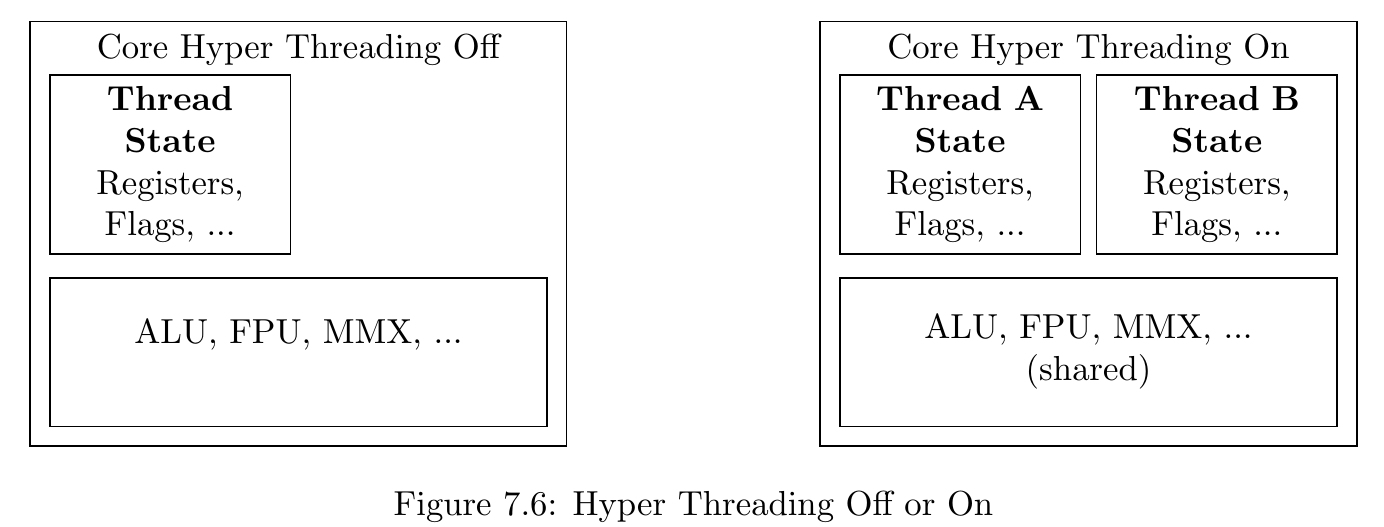 Core Hyper Threading Off
Thread
State
Registers,
Flags, ...
ALU, FPU, MMX, ...
Core Hyper Threading On
Thread A
State
Registers,
Flags, ...
Thread B
State
Registers,
Flags, ...
ALU, FPU, MMX, ...
(shared)
Figure 7.6: Hyper Threading Off or On